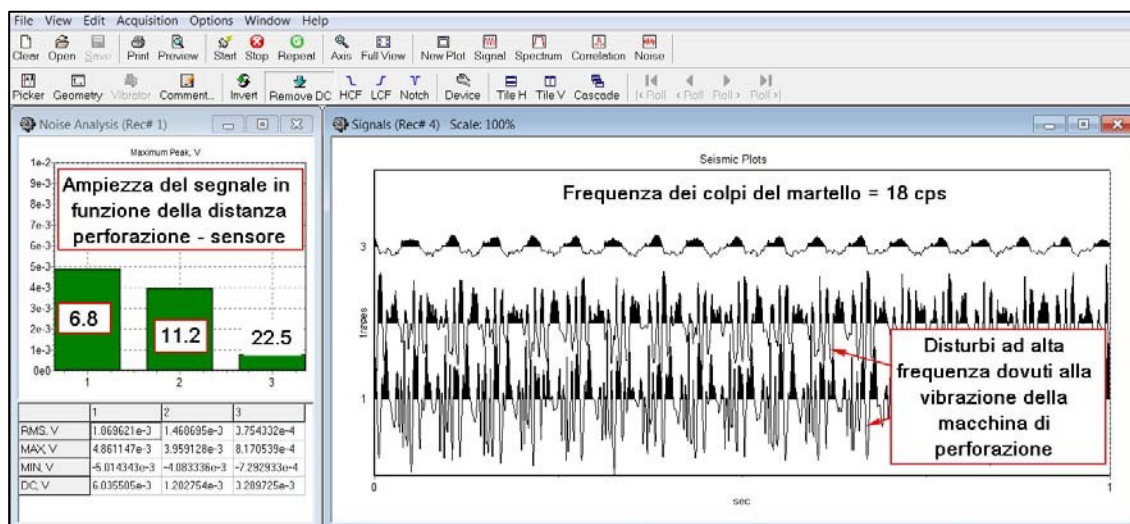 File View Edit Acquisition Options Window Help
Clear Open Save Print Preview Start Stop Repeat Axis Full View New Plot Signal Spectrum Correlation Noise
Picker Geometry Vibrator Comment... Invert Remove DC HCF LCF Notch Device Tile H Tile V Cascade |< Roll < Roll Roll > Roll >|
Noise Analysis (Rec# 1)
Maximum Peak, V
1e-2
9e-3
8e-3
7e-3
6e-3
5e-3
4e-3
3e-3
2e-3
1e-3
0e0
Ampiezza del segnale in
funzione della distanza
perforazione - sensore
6.8
11.2
22.5
1 2 3
1 2 3
RMS, V 1.869621e-3 1.468695e-3 3.754332e-4
MAX, V 4.861147e-3 3.959128e-3 8.170539e-4
MIN, V -5.014343e-3 -4.083336e-3 -7.292933e-4
DC, V 6.035505e-3 1.202754e-3 3.209725e-3
Signals (Rec# 4) Scale: 100%
Seismic Plots
Frequenza dei colpi del martello = 18 cps
3
traces
1
Disturbi ad alta
frequenza dovuti alla
vibrazione della
macchina di
perforazione
0 1
sec